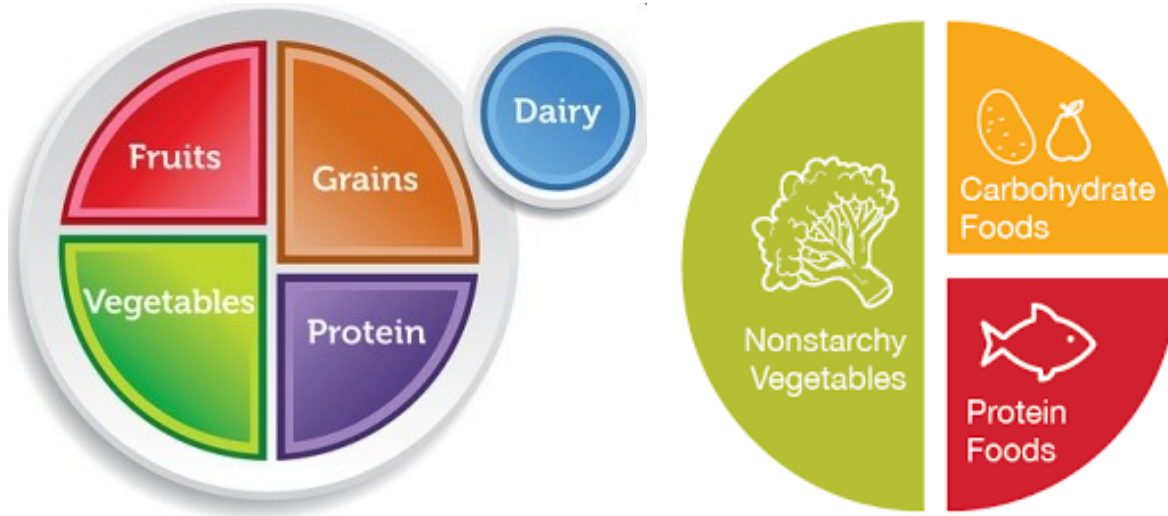 Fruits
Grains
Dairy
Vegetables
Protein
Carbohydrate
Foods
Nonstarchy
Vegetables
Protein
Foods